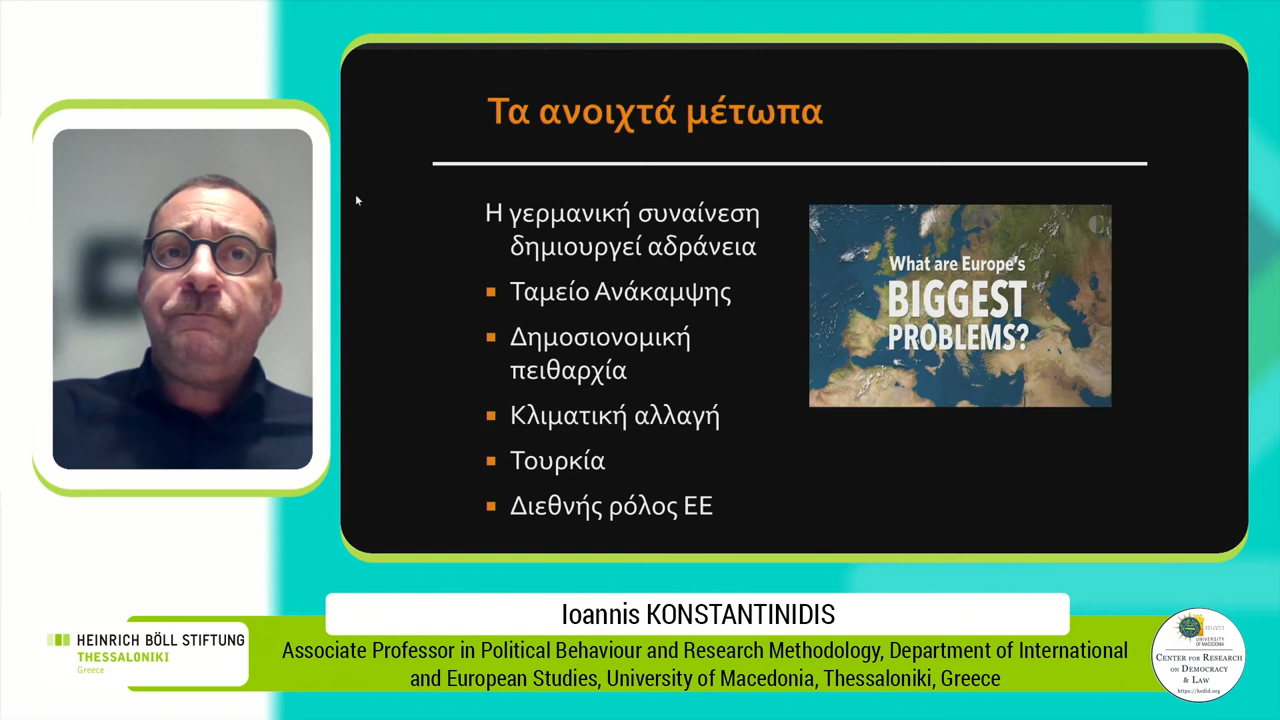 Τα ανοιχτά μέτωπα
Η γερμανική συναίνεση
δημιουργεί αδράνεια
Ταμείο Ανάκαμψης
Δημοσιονομική
πειθαρχία
Κλιματική αλλαγή
Τουρκία
Διεθνής ρόλος ΕΕ
What are Europe's
BIGGEST
PROBLEMS?
Ioannis KONSTANTINIDIS
Associate Professor in Political Behaviour and Research Methodology, Department of International
and European Studies, University of Macedonia, Thessaloniki, Greece
HEINRICH BÖLL STIFTUNG
THESSALONIKI
Greece
UNIVERSITY
OF MACEDONIA
CENTER FOR RESEARCH
ON DEMOCRACY
& LAW
https://kedid.org